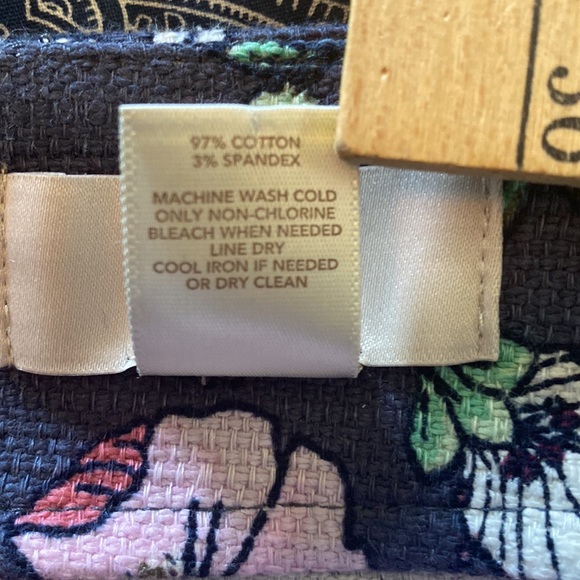 97% COTTON
3% SPANDEX
MACHINE WASH COLD
ONLY NON-CHLORINE
BLEACH WHEN NEEDED
LINE DRY
COOL IRON IF NEEDED
OR DRY CLEAN
30